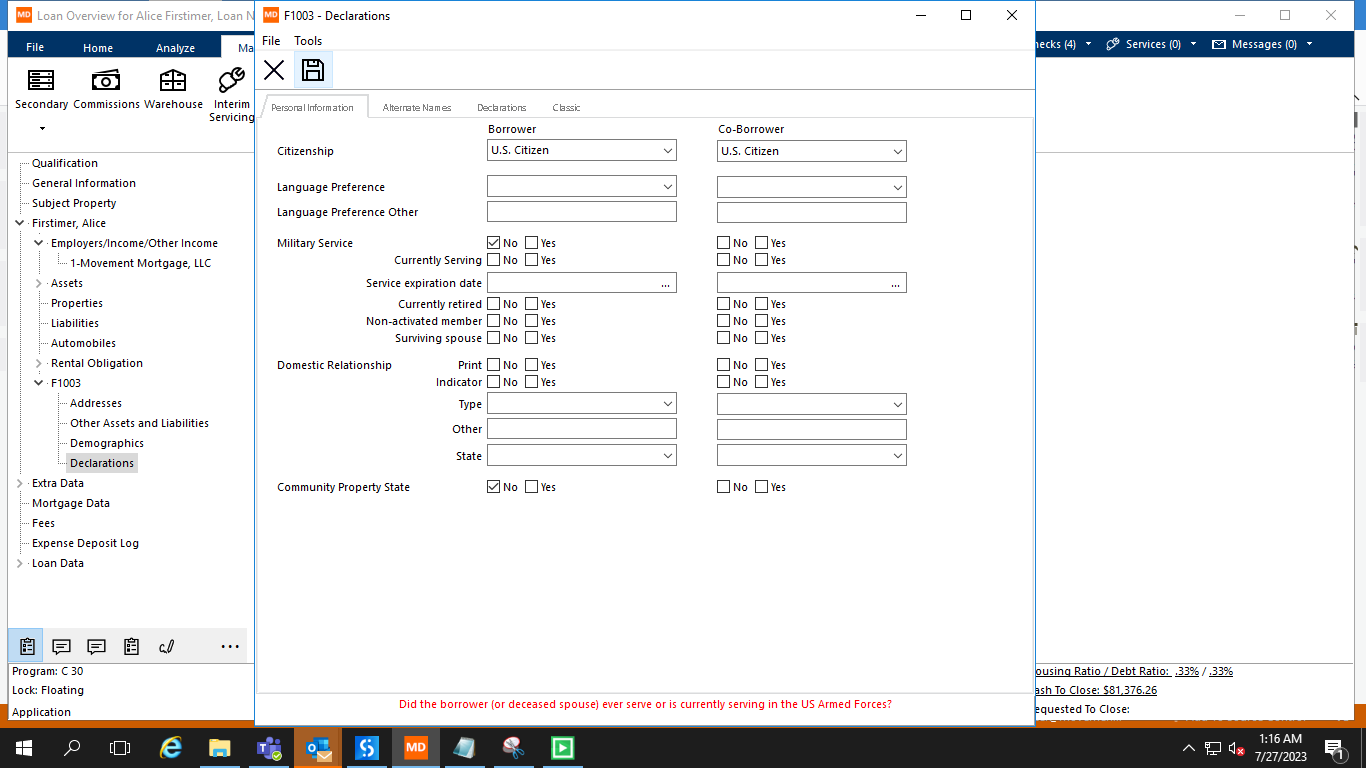 MD Loan Overview for Alice Firstimer, Loan N
MD F1003 - Declarations
File Home Analyze Ma
File Tools
Services (0) Messages (0)
Secondary Commissions Warehouse Interim Servicing
Personal Information Alternate Names Declarations Classic
Borrower Co-Borrower
Citizenship U.S. Citizen U.S. Citizen
Language Preference
Language Preference Other
Military Service No Yes No Yes
Currently Serving No Yes No Yes
Service expiration date ... ...
Currently retired No Yes No Yes
Non-activated member No Yes No Yes
Surviving spouse No Yes No Yes
Domestic Relationship Print No Yes No Yes
Indicator No Yes No Yes
Type
Other
State
Community Property State No Yes No Yes
Qualification
General Information
Subject Property
Firstimer, Alice
Employers/Income/Other Income
1-Movement Mortgage, LLC
Assets
Properties
Liabilities
Automobiles
Rental Obligation
F1003
Addresses
Other Assets and Liabilities
Demographics
Declarations
Extra Data
Mortgage Data
Fees
Expense Deposit Log
Loan Data
Program: C 30
Lock: Floating
Application
ousing Ratio / Debt Ratio: .33% / .33%
ash To Close: $81,376.26
equested To Close:
Did the borrower (or deceased spouse) ever serve or is currently serving in the US Armed Forces?
MD
1:16 AM
7/27/2023
1